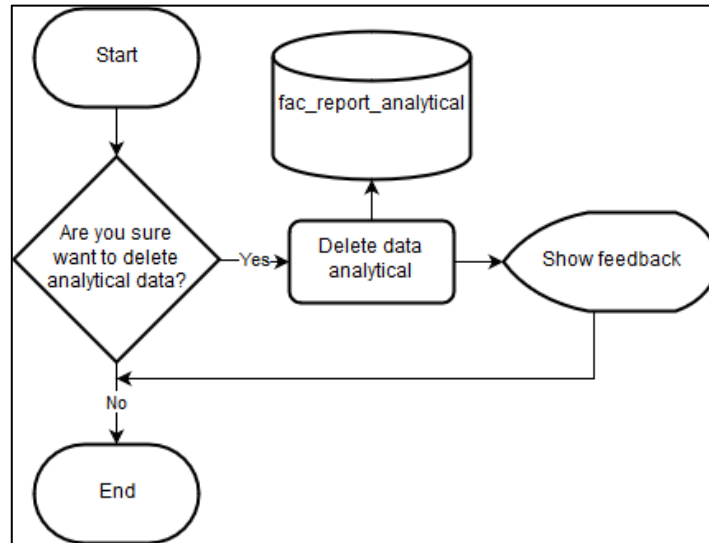 Start
fac_report_analytical
Are you sure
want to delete
analytical data?
Yes
Delete data
analytical
Show feedback
No
End